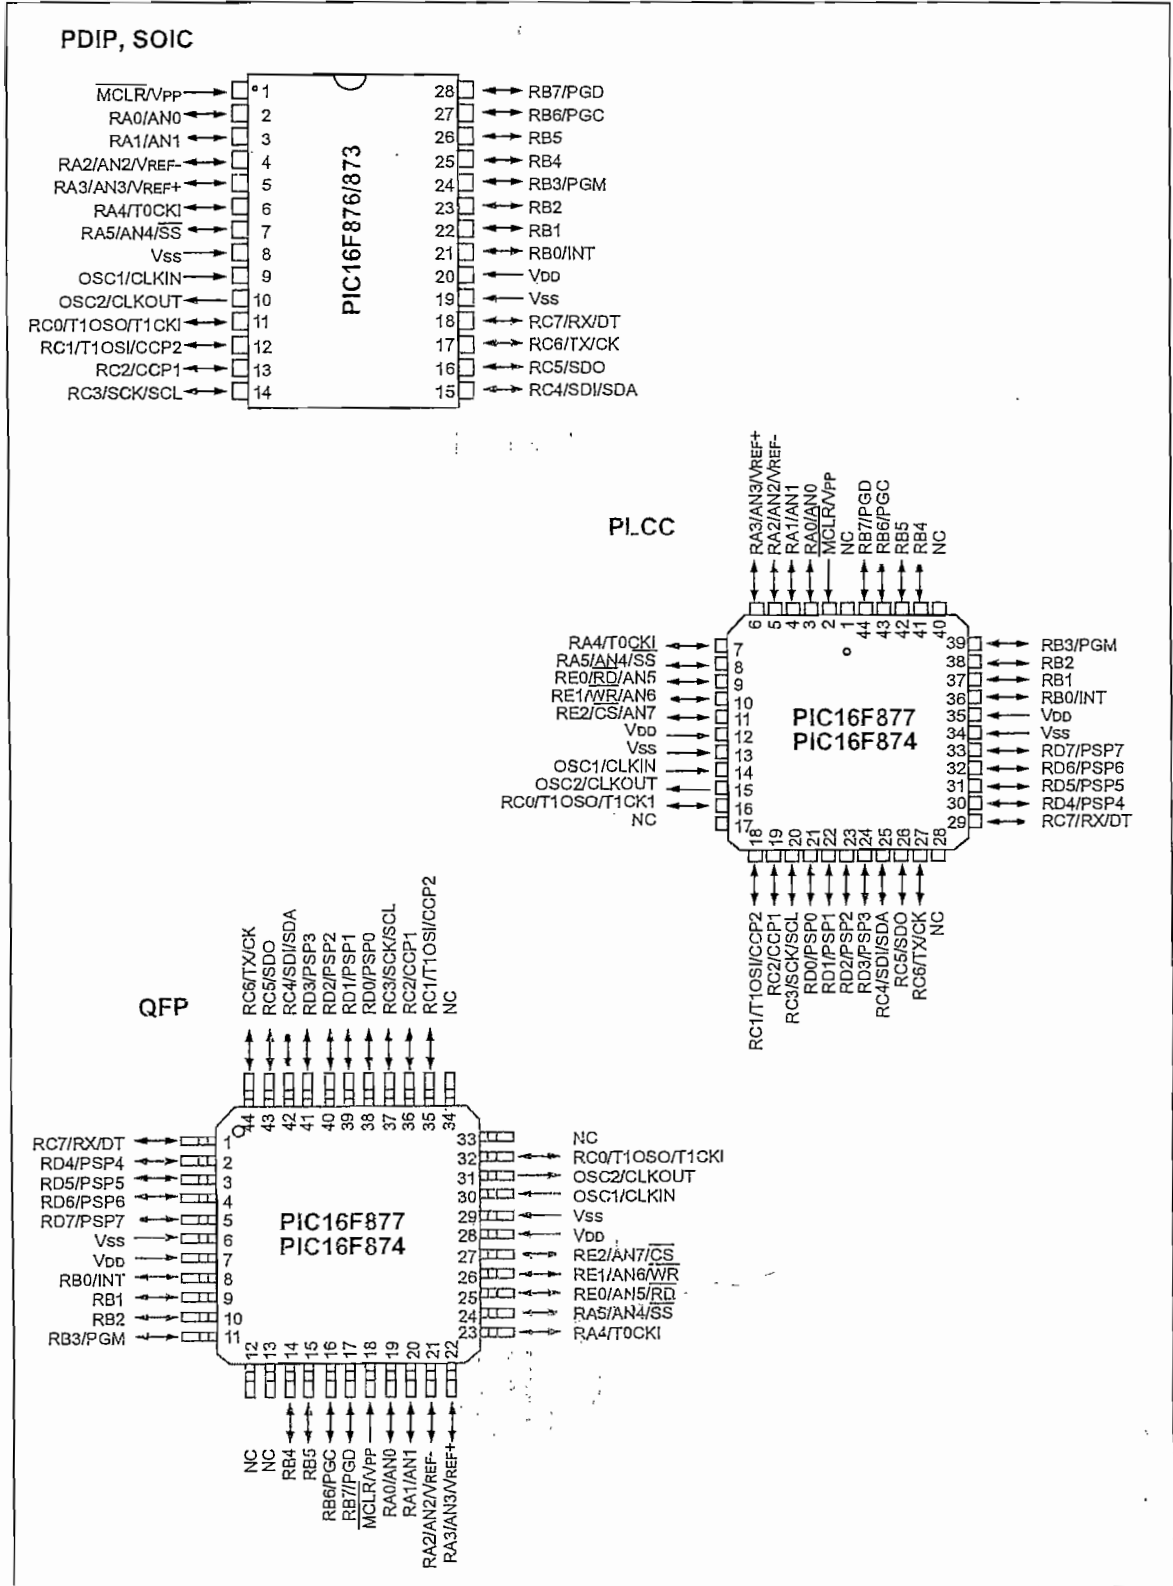 PDIP, SOIC
MCLR/VPP
RA0/AN0
RA1/AN1
RA2/AN2/VREF-
RA3/AN3/VREF+
RA4/T0CKI
RA5/AN4/SS
VSS
OSC1/CLKIN
OSC2/CLKOUT
RC0/T1OSO/T1CKI
RC1/T1OSI/CCP2
RC2/CCP1
RC3/SCK/SCL
1
2
3
4
5
6
7
8
9
10
11
12
13
14
PIC16F876/873
28
27
26
25
24
23
22
21
20
19
18
17
16
15
RB7/PGD
RB6/PGC
RB5
RB4
RB3/PGM
RB2
RB1
RB0/INT
VDD
VSS
RC7/RX/DT
RC6/TX/CK
RC5/SDO
RC4/SDI/SDA
PLCC
RA3/AN3/VREF+
RA2/AN2/VREF-
RA1/AN1
RA0/AN0
MCLR/VPP
NC
RB7/PGD
RB6/PGC
RB5
RB4
NC
6
5
4
3
2
1
44
43
42
41
40
RA4/T0CKI
RA5/AN4/SS
RE0/RD/AN5
RE1/WR/AN6
RE2/CS/AN7
VDD
VSS
OSC1/CLKIN
OSC2/CLKOUT
RC0/T1OSO/T1CK1
NC
7
8
9
10
11
12
13
14
15
16
17
PIC16F877
PIC16F874
39
38
37
36
35
34
33
32
31
30
29
RB3/PGM
RB2
RB1
RB0/INT
VDD
VSS
RD7/PSP7
RD6/PSP6
RD5/PSP5
RD4/PSP4
RC7/RX/DT
18
19
20
21
22
23
24
25
26
27
28
RC1/T1OSI/CCP2
RC2/CCP1
RC3/SCK/SCL
RD0/PSP0
RD1/PSP1
RD2/PSP2
RD3/PSP3
RC4/SDI/SDA
RC5/SDO
RC6/TX/CK
NC
QFP
RC6/TX/CK
RC5/SDO
RC4/SDI/SDA
RD3/PSP3
RD2/PSP2
RD1/PSP1
RD0/PSP0
RC3/SCK/SCL
RC2/CCP1
RC1/T1OSI/CCP2
NC
44
43
42
41
40
39
38
37
36
35
34
RC7/RX/DT
RD4/PSP4
RD5/PSP5
RD6/PSP6
RD7/PSP7
VSS
VDD
RB0/INT
RB1
RB2
RB3/PGM
1
2
3
4
5
6
7
8
9
10
11
PIC16F877
PIC16F874
33
32
31
30
29
28
27
26
25
24
23
NC
RC0/T1OSO/T1CKI
OSC2/CLKOUT
OSC1/CLKIN
VSS
VDD
RE2/AN7/CS
RE1/AN6/WR
RE0/AN5/RD
RA5/AN4/SS
RA4/T0CKI
12
13
14
15
16
17
18
19
20
21
22
NC
NC
RB4
RB5
RB6/PGC
RB7/PGD
MCLR/VPP
RA0/AN0
RA1/AN1
RA2/AN2/VREF-
RA3/AN3/VREF+